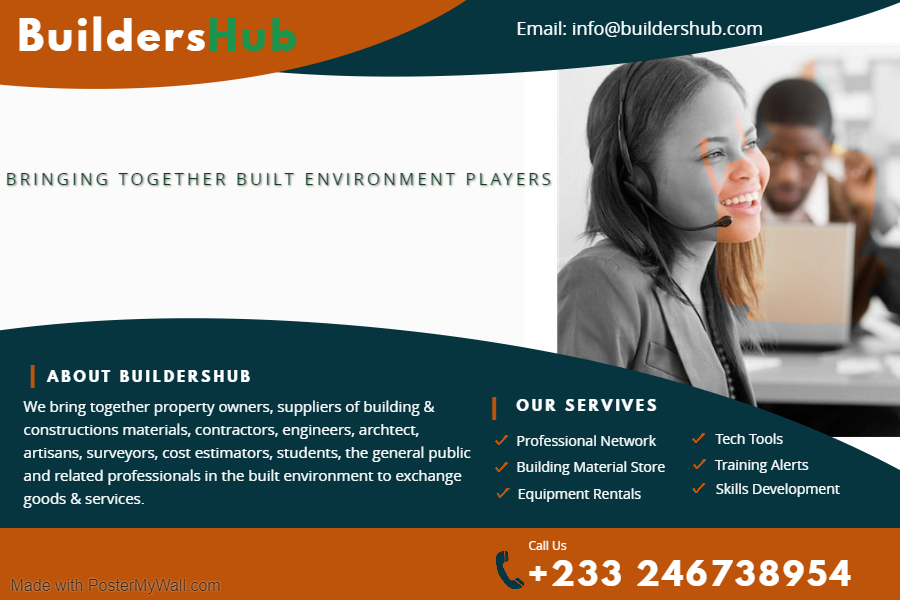 BuildersHub
Email: info@buildershub.com
BRINGING TOGETHER BUILT ENVIRONMENT PLAYERS
ABOUT BUILDERSHUB
We bring together property owners, suppliers of building &
constructions materials, contractors, engineers, archtect,
artisans, surveyors, cost estimators, students, the general public
and related professionals in the built environment to exchange
goods & services.
OUR SERVIVES
Professional Network
Building Material Store
Equipment Rentals
Tech Tools
Training Alerts
Skills Development
Call Us
+233 246738954
Made with PosterMyWall.com